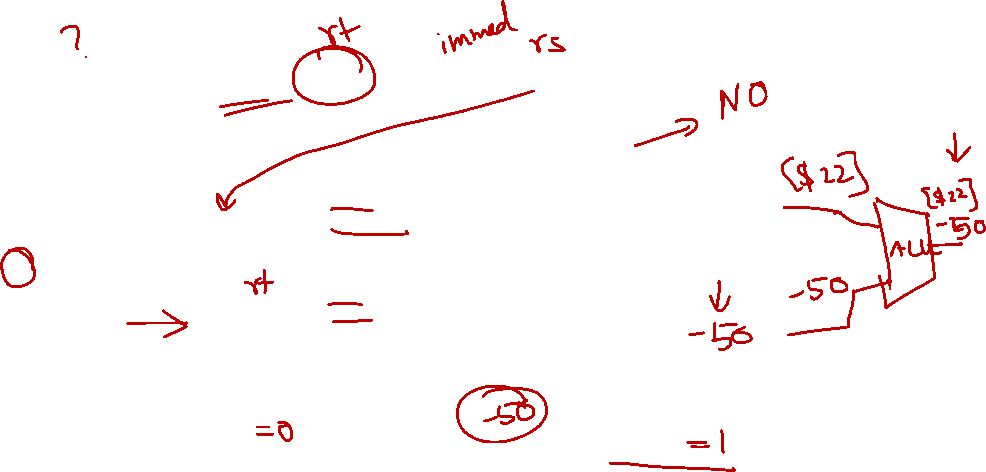 ?
rt
immed
rs
NO
[$22]
[$22]
-50
ALU
-50
rt
-50
-50
=0
=1